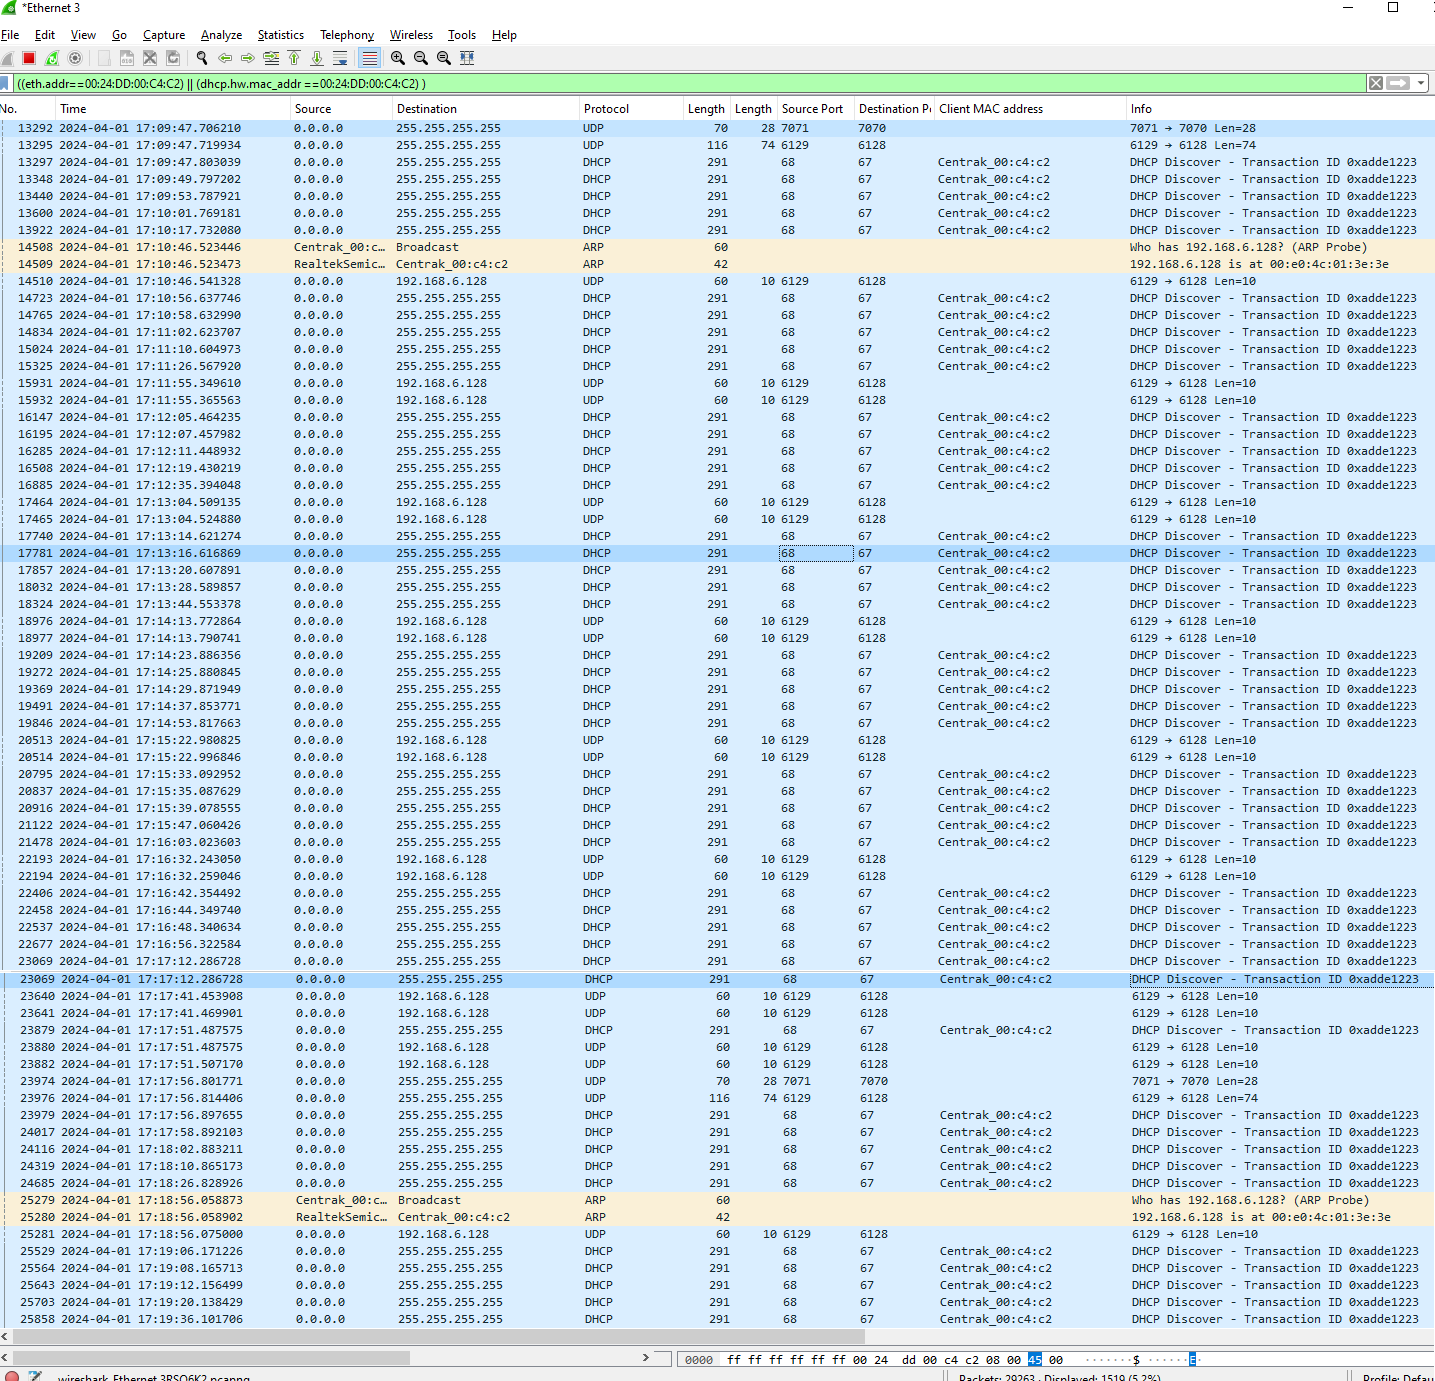 *Ethernet 3
File Edit View Go Capture Analyze Statistics Telephony Wireless Tools Help
((eth.addr==00:24:DD:00:C4:C2) || (dhcp.hw.mac_addr ==00:24:DD:00:C4:C2) )
No. Time Source Destination Protocol Length Length Source Port Destination P Client MAC address Info
13292 2024-04-01 17:09:47.706210 0.0.0.0 255.255.255.255 UDP 70 28 7071 7070 7071 → 7070 Len=28
13295 2024-04-01 17:09:47.719934 0.0.0.0 255.255.255.255 UDP 116 74 6129 6128 6129 → 6128 Len=74
13297 2024-04-01 17:09:47.803039 0.0.0.0 255.255.255.255 DHCP 291 68 67 Centrak_00:c4:c2 DHCP Discover - Transaction ID 0xadde1223
13348 2024-04-01 17:09:49.797202 0.0.0.0 255.255.255.255 DHCP 291 68 67 Centrak_00:c4:c2 DHCP Discover - Transaction ID 0xadde1223
13440 2024-04-01 17:09:53.787921 0.0.0.0 255.255.255.255 DHCP 291 68 67 Centrak_00:c4:c2 DHCP Discover - Transaction ID 0xadde1223
13600 2024-04-01 17:10:01.769181 0.0.0.0 255.255.255.255 DHCP 291 68 67 Centrak_00:c4:c2 DHCP Discover - Transaction ID 0xadde1223
13922 2024-04-01 17:10:17.732080 0.0.0.0 255.255.255.255 DHCP 291 68 67 Centrak_00:c4:c2 DHCP Discover - Transaction ID 0xadde1223
14508 2024-04-01 17:10:46.523446 Centrak_00:c… Broadcast ARP 60 Who has 192.168.6.128? (ARP Probe)
14509 2024-04-01 17:10:46.523473 RealtekSemic… Centrak_00:c4:c2 ARP 42 192.168.6.128 is at 00:e0:4c:01:3e:3e
14510 2024-04-01 17:10:46.541328 0.0.0.0 192.168.6.128 UDP 60 10 6129 6128 6129 → 6128 Len=10
14723 2024-04-01 17:10:56.637746 0.0.0.0 255.255.255.255 DHCP 291 68 67 Centrak_00:c4:c2 DHCP Discover - Transaction ID 0xadde1223
14765 2024-04-01 17:10:58.632990 0.0.0.0 255.255.255.255 DHCP 291 68 67 Centrak_00:c4:c2 DHCP Discover - Transaction ID 0xadde1223
14834 2024-04-01 17:11:02.623707 0.0.0.0 255.255.255.255 DHCP 291 68 67 Centrak_00:c4:c2 DHCP Discover - Transaction ID 0xadde1223
15024 2024-04-01 17:11:10.604973 0.0.0.0 255.255.255.255 DHCP 291 68 67 Centrak_00:c4:c2 DHCP Discover - Transaction ID 0xadde1223
15325 2024-04-01 17:11:26.567920 0.0.0.0 255.255.255.255 DHCP 291 68 67 Centrak_00:c4:c2 DHCP Discover - Transaction ID 0xadde1223
15931 2024-04-01 17:11:55.349610 0.0.0.0 192.168.6.128 UDP 60 10 6129 6128 6129 → 6128 Len=10
15932 2024-04-01 17:11:55.365563 0.0.0.0 192.168.6.128 UDP 60 10 6129 6128 6129 → 6128 Len=10
16147 2024-04-01 17:12:05.464235 0.0.0.0 255.255.255.255 DHCP 291 68 67 Centrak_00:c4:c2 DHCP Discover - Transaction ID 0xadde1223
16195 2024-04-01 17:12:07.457982 0.0.0.0 255.255.255.255 DHCP 291 68 67 Centrak_00:c4:c2 DHCP Discover - Transaction ID 0xadde1223
16285 2024-04-01 17:12:11.448932 0.0.0.0 255.255.255.255 DHCP 291 68 67 Centrak_00:c4:c2 DHCP Discover - Transaction ID 0xadde1223
16508 2024-04-01 17:12:19.430219 0.0.0.0 255.255.255.255 DHCP 291 68 67 Centrak_00:c4:c2 DHCP Discover - Transaction ID 0xadde1223
16885 2024-04-01 17:12:35.394048 0.0.0.0 255.255.255.255 DHCP 291 68 67 Centrak_00:c4:c2 DHCP Discover - Transaction ID 0xadde1223
17464 2024-04-01 17:13:04.509135 0.0.0.0 192.168.6.128 UDP 60 10 6129 6128 6129 → 6128 Len=10
17465 2024-04-01 17:13:04.524880 0.0.0.0 192.168.6.128 UDP 60 10 6129 6128 6129 → 6128 Len=10
17740 2024-04-01 17:13:14.621274 0.0.0.0 255.255.255.255 DHCP 291 68 67 Centrak_00:c4:c2 DHCP Discover - Transaction ID 0xadde1223
17781 2024-04-01 17:13:16.616869 0.0.0.0 255.255.255.255 DHCP 291 68 67 Centrak_00:c4:c2 DHCP Discover - Transaction ID 0xadde1223
17857 2024-04-01 17:13:20.607891 0.0.0.0 255.255.255.255 DHCP 291 68 67 Centrak_00:c4:c2 DHCP Discover - Transaction ID 0xadde1223
18032 2024-04-01 17:13:28.589857 0.0.0.0 255.255.255.255 DHCP 291 68 67 Centrak_00:c4:c2 DHCP Discover - Transaction ID 0xadde1223
18324 2024-04-01 17:13:44.553378 0.0.0.0 255.255.255.255 DHCP 291 68 67 Centrak_00:c4:c2 DHCP Discover - Transaction ID 0xadde1223
18976 2024-04-01 17:14:13.772864 0.0.0.0 192.168.6.128 UDP 60 10 6129 6128 6129 → 6128 Len=10
18977 2024-04-01 17:14:13.790741 0.0.0.0 192.168.6.128 UDP 60 10 6129 6128 6129 → 6128 Len=10
19209 2024-04-01 17:14:23.886356 0.0.0.0 255.255.255.255 DHCP 291 68 67 Centrak_00:c4:c2 DHCP Discover - Transaction ID 0xadde1223
19272 2024-04-01 17:14:25.880845 0.0.0.0 255.255.255.255 DHCP 291 68 67 Centrak_00:c4:c2 DHCP Discover - Transaction ID 0xadde1223
19369 2024-04-01 17:14:29.871949 0.0.0.0 255.255.255.255 DHCP 291 68 67 Centrak_00:c4:c2 DHCP Discover - Transaction ID 0xadde1223
19491 2024-04-01 17:14:37.853771 0.0.0.0 255.255.255.255 DHCP 291 68 67 Centrak_00:c4:c2 DHCP Discover - Transaction ID 0xadde1223
19846 2024-04-01 17:14:53.817663 0.0.0.0 255.255.255.255 DHCP 291 68 67 Centrak_00:c4:c2 DHCP Discover - Transaction ID 0xadde1223
20513 2024-04-01 17:15:22.980825 0.0.0.0 192.168.6.128 UDP 60 10 6129 6128 6129 → 6128 Len=10
20514 2024-04-01 17:15:22.996846 0.0.0.0 192.168.6.128 UDP 60 10 6129 6128 6129 → 6128 Len=10
20795 2024-04-01 17:15:33.092952 0.0.0.0 255.255.255.255 DHCP 291 68 67 Centrak_00:c4:c2 DHCP Discover - Transaction ID 0xadde1223
20837 2024-04-01 17:15:35.087629 0.0.0.0 255.255.255.255 DHCP 291 68 67 Centrak_00:c4:c2 DHCP Discover - Transaction ID 0xadde1223
20916 2024-04-01 17:15:39.078555 0.0.0.0 255.255.255.255 DHCP 291 68 67 Centrak_00:c4:c2 DHCP Discover - Transaction ID 0xadde1223
21122 2024-04-01 17:15:47.060426 0.0.0.0 255.255.255.255 DHCP 291 68 67 Centrak_00:c4:c2 DHCP Discover - Transaction ID 0xadde1223
21478 2024-04-01 17:16:03.023603 0.0.0.0 255.255.255.255 DHCP 291 68 67 Centrak_00:c4:c2 DHCP Discover - Transaction ID 0xadde1223
22193 2024-04-01 17:16:32.243050 0.0.0.0 192.168.6.128 UDP 60 10 6129 6128 6129 → 6128 Len=10
22194 2024-04-01 17:16:32.259046 0.0.0.0 192.168.6.128 UDP 60 10 6129 6128 6129 → 6128 Len=10
22406 2024-04-01 17:16:42.354492 0.0.0.0 255.255.255.255 DHCP 291 68 67 Centrak_00:c4:c2 DHCP Discover - Transaction ID 0xadde1223
22458 2024-04-01 17:16:44.349740 0.0.0.0 255.255.255.255 DHCP 291 68 67 Centrak_00:c4:c2 DHCP Discover - Transaction ID 0xadde1223
22537 2024-04-01 17:16:48.340634 0.0.0.0 255.255.255.255 DHCP 291 68 67 Centrak_00:c4:c2 DHCP Discover - Transaction ID 0xadde1223
22677 2024-04-01 17:16:56.322584 0.0.0.0 255.255.255.255 DHCP 291 68 67 Centrak_00:c4:c2 DHCP Discover - Transaction ID 0xadde1223
23069 2024-04-01 17:17:12.286728 0.0.0.0 255.255.255.255 DHCP 291 68 67 Centrak_00:c4:c2 DHCP Discover - Transaction ID 0xadde1223
23069 2024-04-01 17:17:12.286728 0.0.0.0 255.255.255.255 DHCP 291 68 67 Centrak_00:c4:c2 DHCP Discover - Transaction ID 0xadde1223
23640 2024-04-01 17:17:41.453908 0.0.0.0 192.168.6.128 UDP 60 10 6129 6128 6129 → 6128 Len=10
23641 2024-04-01 17:17:41.469901 0.0.0.0 192.168.6.128 UDP 60 10 6129 6128 6129 → 6128 Len=10
23879 2024-04-01 17:17:51.487575 0.0.0.0 255.255.255.255 DHCP 291 68 67 Centrak_00:c4:c2 DHCP Discover - Transaction ID 0xadde1223
23880 2024-04-01 17:17:51.487575 0.0.0.0 192.168.6.128 UDP 60 10 6129 6128 6129 → 6128 Len=10
23882 2024-04-01 17:17:51.507170 0.0.0.0 192.168.6.128 UDP 60 10 6129 6128 6129 → 6128 Len=10
23974 2024-04-01 17:17:56.801771 0.0.0.0 255.255.255.255 UDP 70 28 7071 7070 7071 → 7070 Len=28
23976 2024-04-01 17:17:56.814406 0.0.0.0 255.255.255.255 UDP 116 74 6129 6128 6129 → 6128 Len=74
23979 2024-04-01 17:17:56.897655 0.0.0.0 255.255.255.255 DHCP 291 68 67 Centrak_00:c4:c2 DHCP Discover - Transaction ID 0xadde1223
24017 2024-04-01 17:17:58.892103 0.0.0.0 255.255.255.255 DHCP 291 68 67 Centrak_00:c4:c2 DHCP Discover - Transaction ID 0xadde1223
24116 2024-04-01 17:18:02.883211 0.0.0.0 255.255.255.255 DHCP 291 68 67 Centrak_00:c4:c2 DHCP Discover - Transaction ID 0xadde1223
24319 2024-04-01 17:18:10.865173 0.0.0.0 255.255.255.255 DHCP 291 68 67 Centrak_00:c4:c2 DHCP Discover - Transaction ID 0xadde1223
24685 2024-04-01 17:18:26.828926 0.0.0.0 255.255.255.255 DHCP 291 68 67 Centrak_00:c4:c2 DHCP Discover - Transaction ID 0xadde1223
25279 2024-04-01 17:18:56.058873 Centrak_00:c… Broadcast ARP 60 Who has 192.168.6.128? (ARP Probe)
25280 2024-04-01 17:18:56.058902 RealtekSemic… Centrak_00:c4:c2 ARP 42 192.168.6.128 is at 00:e0:4c:01:3e:3e
25281 2024-04-01 17:18:56.075000 0.0.0.0 192.168.6.128 UDP 60 10 6129 6128 6129 → 6128 Len=10
25529 2024-04-01 17:19:06.171226 0.0.0.0 255.255.255.255 DHCP 291 68 67 Centrak_00:c4:c2 DHCP Discover - Transaction ID 0xadde1223
25564 2024-04-01 17:19:08.165713 0.0.0.0 255.255.255.255 DHCP 291 68 67 Centrak_00:c4:c2 DHCP Discover - Transaction ID 0xadde1223
25643 2024-04-01 17:19:12.156499 0.0.0.0 255.255.255.255 DHCP 291 68 67 Centrak_00:c4:c2 DHCP Discover - Transaction ID 0xadde1223
25703 2024-04-01 17:19:20.138429 0.0.0.0 255.255.255.255 DHCP 291 68 67 Centrak_00:c4:c2 DHCP Discover - Transaction ID 0xadde1223
25858 2024-04-01 17:19:36.101706 0.0.0.0 255.255.255.255 DHCP 291 68 67 Centrak_00:c4:c2 DHCP Discover - Transaction ID 0xadde1223
0000 ff ff ff ff ff ff 00 24 dd 00 c4 c2 08 00 45 00 ·······$ ······E·
wireshark_Ethernet 3RSO6K2.pcapng Packets: 29263 · Displayed: 1519 (5.2%) Profile: Defau